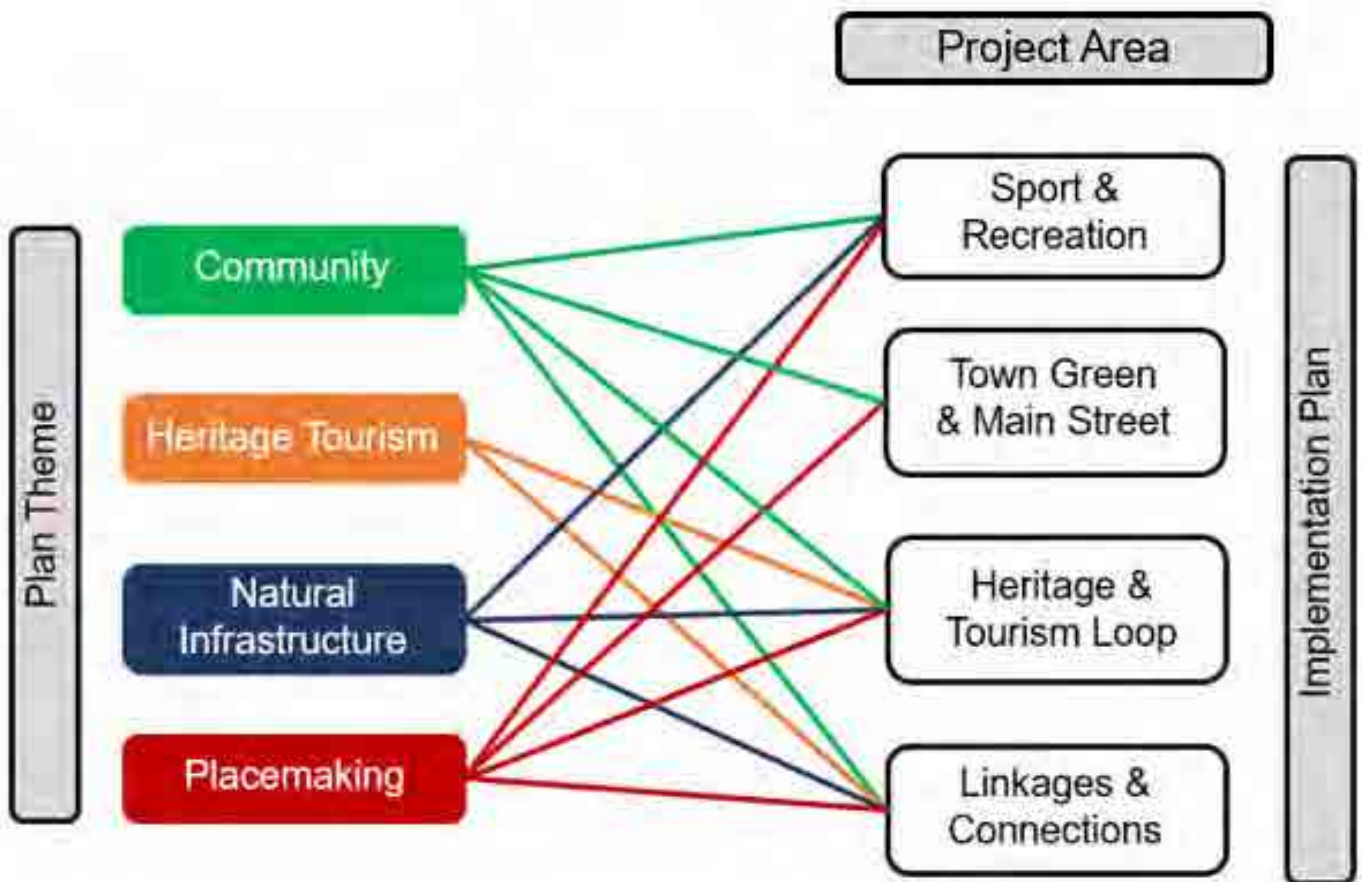 Project Area
Plan Theme
Community
Heritage Tourism
Natural
Infrastructure
Placemaking
Sport &
Recreation
Town Green
& Main Street
Heritage &
Tourism Loop
Linkages &
Connections
Implementation Plan